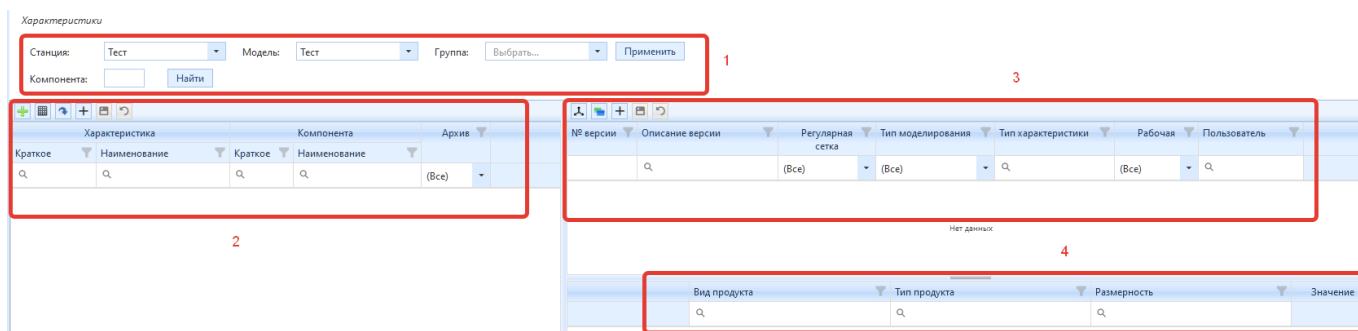 Характеристики
Станция: Тест Модель: Тест Группа: Выбрать... Применить
1
Компонента: Найти
3
Характеристика Компонента Архив
Краткое Наименование Краткое Наименование
(Все)
2
№ версии Описание версии Регулярная сетка Тип моделирования Тип характеристики Рабочая Пользователь
(Все) (Все) (Все)
Нет данных
4
Вид продукта Тип продукта Размерность Значение